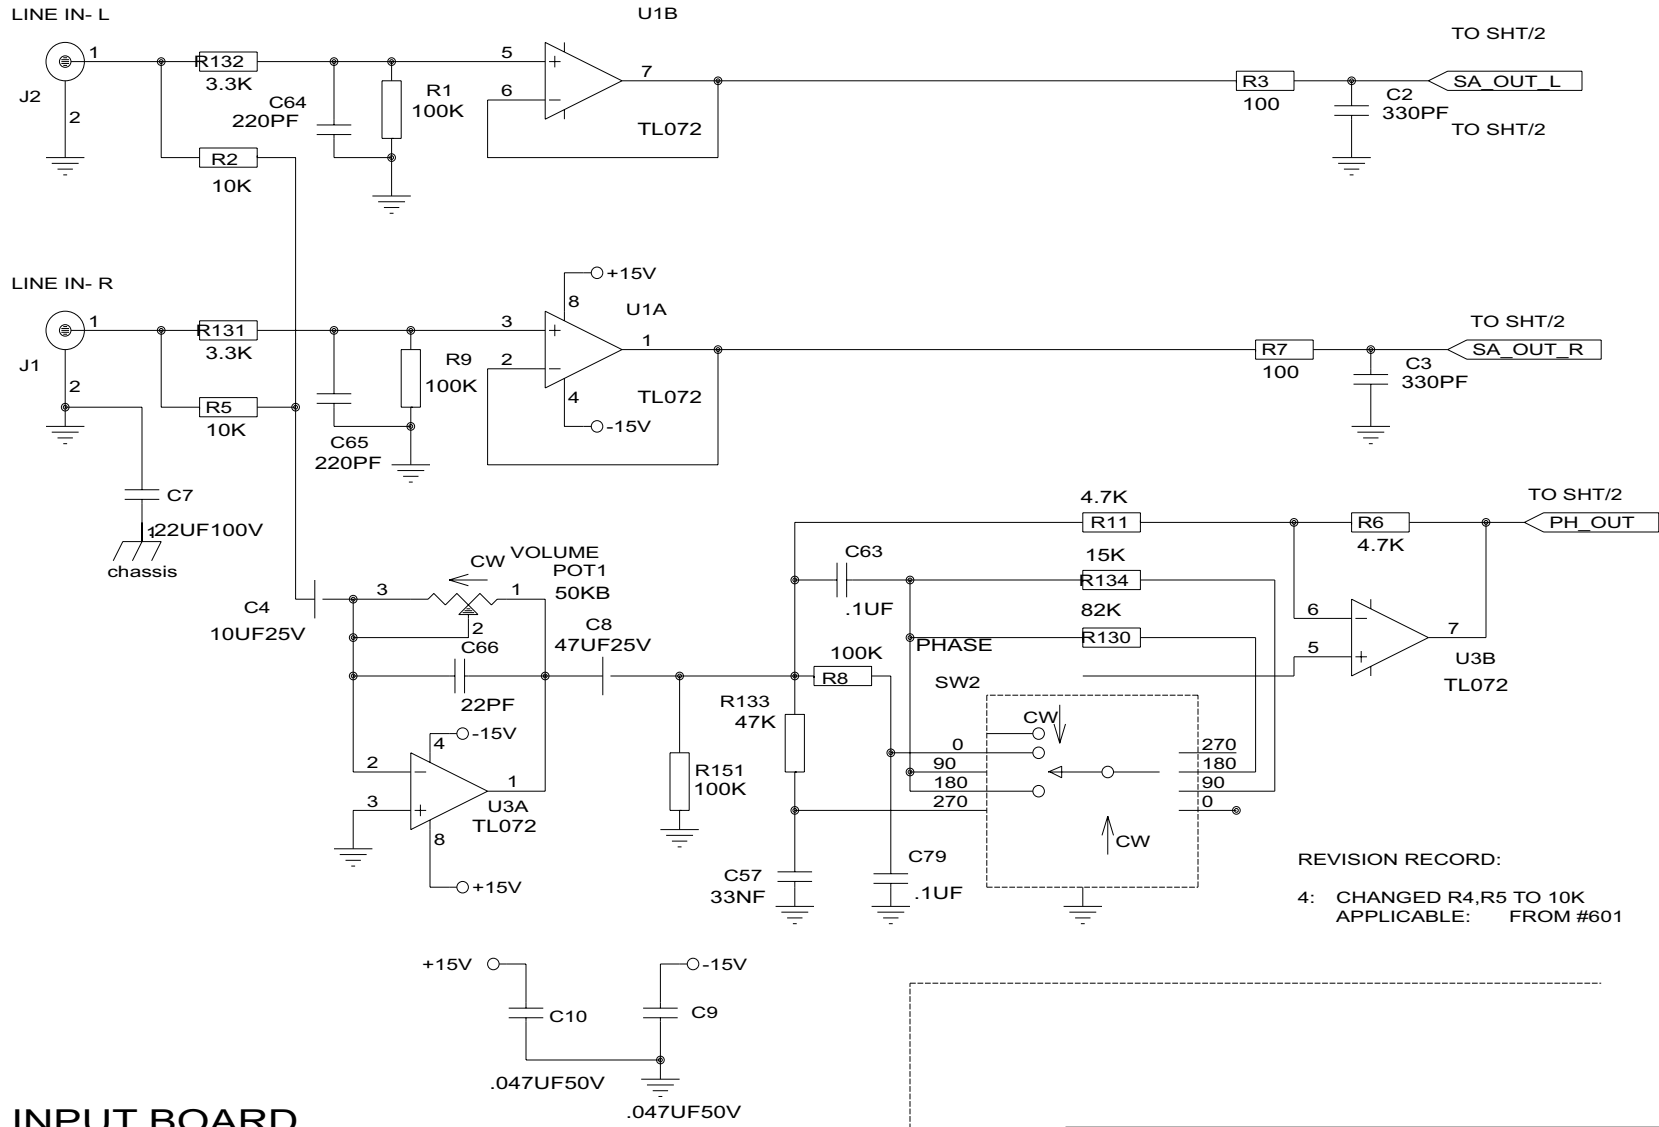 LINE IN- L
U1B
TO SHT/2
1
R132
3.3K
5
+
7
R3
100
SA_OUT_L
J2
2
C64
220PF
R1
100K
6
−
TL072
C2
330PF
TO SHT/2
R2
10K
LINE IN- R
+15V
8
U1A
TO SHT/2
1
R131
3.3K
3
+
1
R7
100
SA_OUT_R
J1
2
R9
100K
2
−
4
TL072
C3
330PF
R5
10K
-15V
C65
220PF
C7
.22UF100V
1
chassis
4.7K
R11
R6
4.7K
TO SHT/2
PH_OUT
CW
VOLUME
POT1
50KB
3
1
2
C4
10UF25V
C63
.1UF
15K
R134
82K
R130
C8
47UF25V
C66
22PF
100K
R8
PHASE
SW2
6
−
7
5
+
U3B
TL072
R133
47K
CW
-15V
4
2
−
1
3
+
U3A
TL072
8
+15V
R151
100K
0
90
180
270
270
180
90
0
CW
C57
33NF
C79
.1UF
REVISION RECORD:
4: CHANGED R4,R5 TO 10K
APPLICABLE: FROM #601
+15V
-15V
C10
C9
.047UF50V
.047UF50V
INPUT BOARD